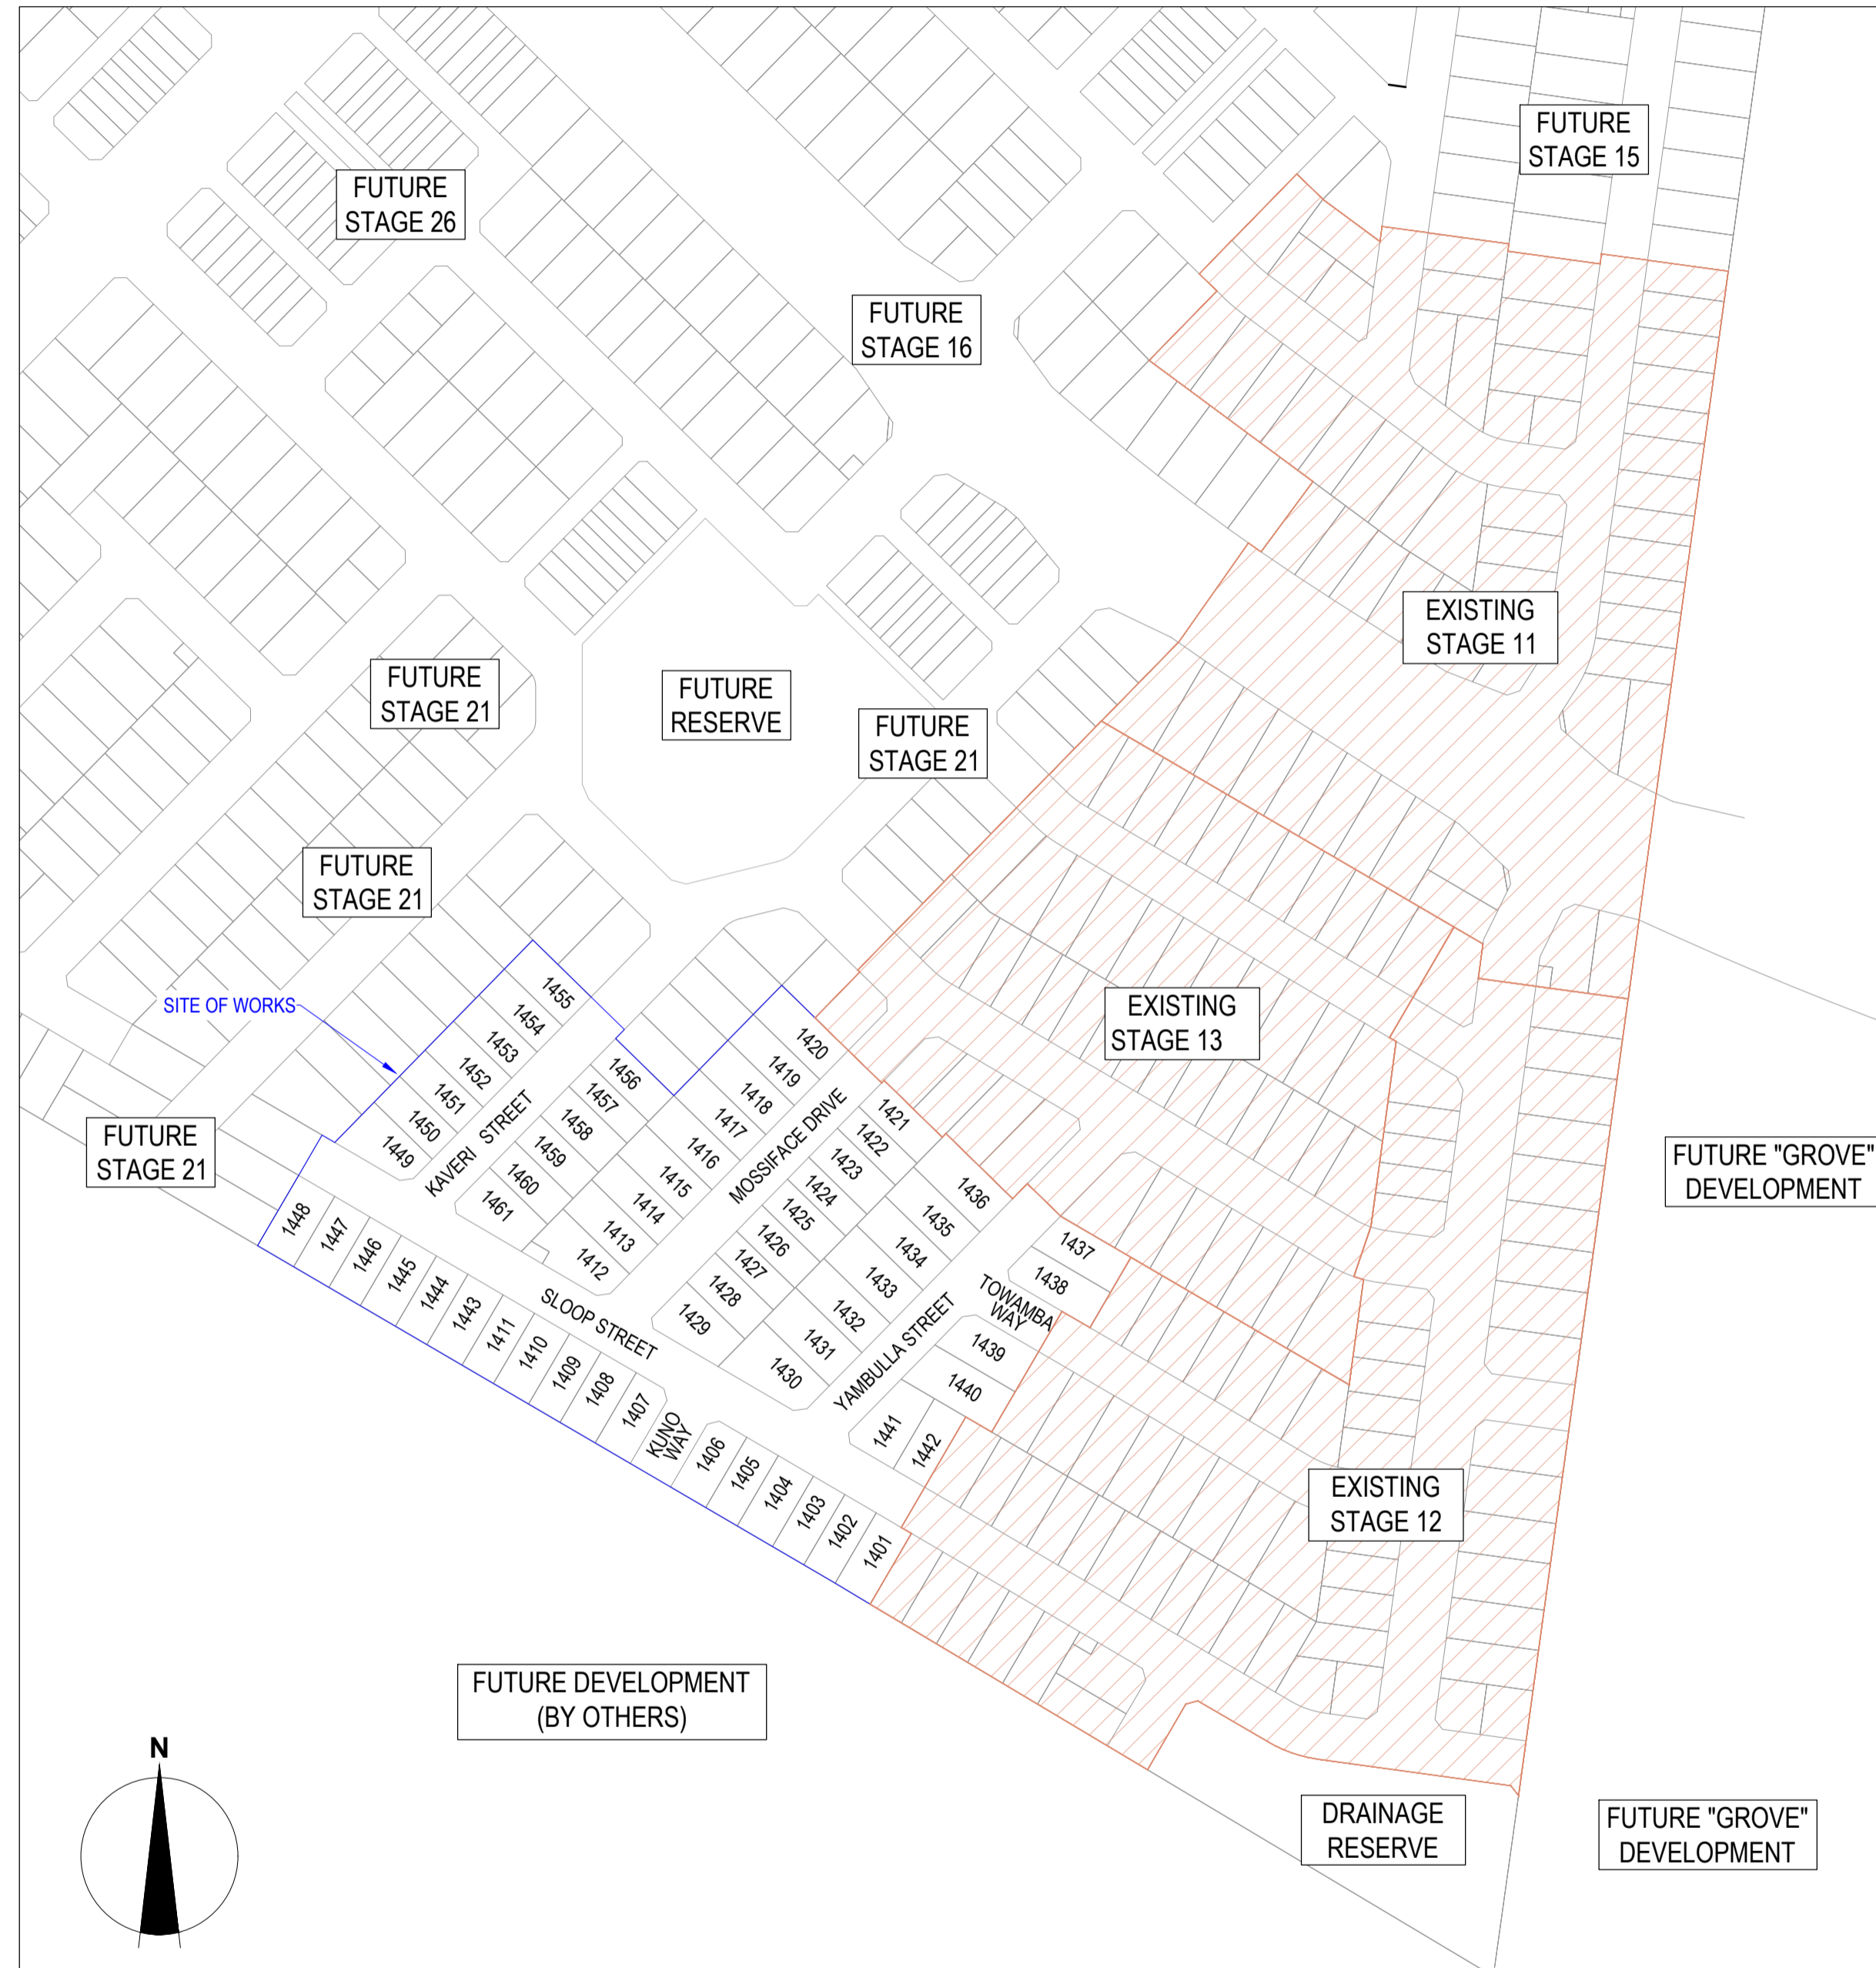 FUTURE
STAGE 15
FUTURE
STAGE 26
FUTURE
STAGE 16
EXISTING
STAGE 11
FUTURE
STAGE 21
FUTURE
RESERVE
FUTURE
STAGE 21
FUTURE
STAGE 21
SITE OF WORKS
EXISTING
STAGE 13
FUTURE
STAGE 21
FUTURE "GROVE"
DEVELOPMENT
1455
1454
1453
1452
1451
1450
1449
KAVERI STREET
1456
1457
1458
1459
1460
1461
1420
1419
1418
1417
1416
1415
1414
1413
1412
MOSSIFACE DRIVE
1421
1422
1423
1424
1425
1426
1427
1428
1429
1436
1435
1434
1433
1432
1431
1430
YAMBULLA STREET
1437
1438
TOWAMBA
WAY
1439
1440
1441
1442
1448
1447
1446
1445
1444
1443
1411
1410
1409
1408
1407
SLOOP STREET
KUNO
WAY
1406
1405
1404
1403
1402
1401
EXISTING
STAGE 12
FUTURE DEVELOPMENT
(BY OTHERS)
N
DRAINAGE
RESERVE
FUTURE "GROVE"
DEVELOPMENT